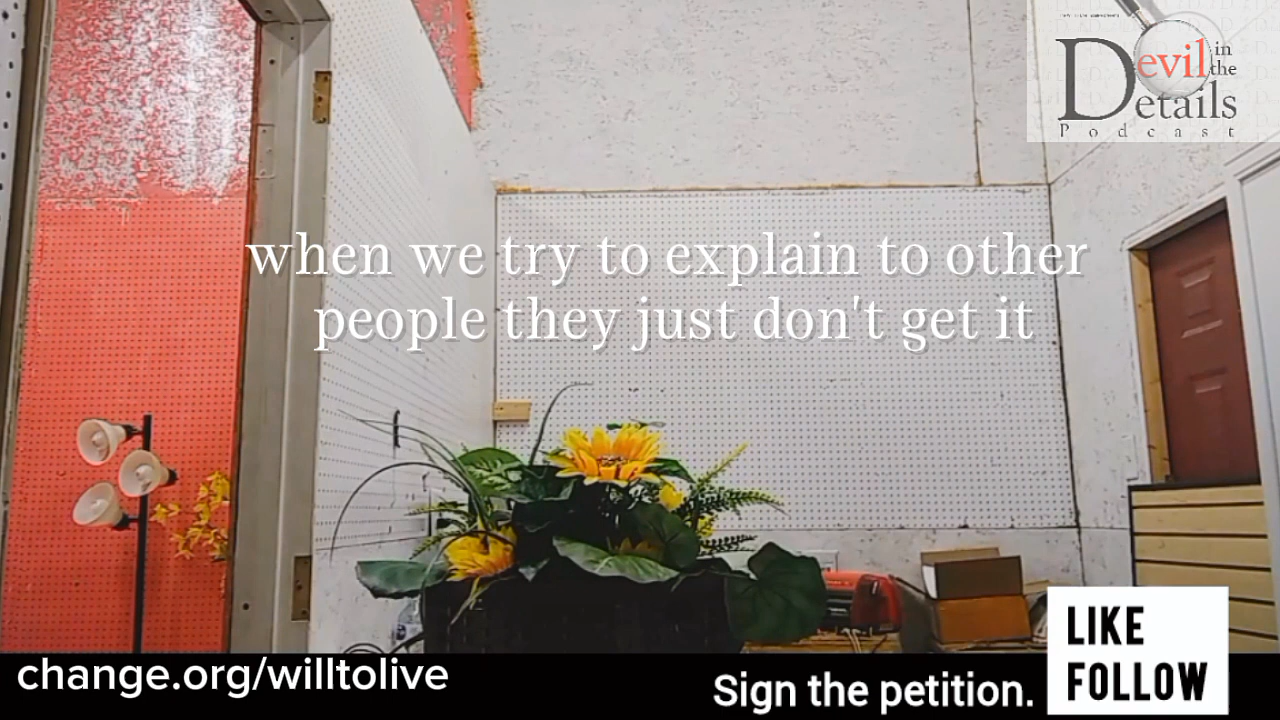 Devil in
the
Details
Podcast
when we try to explain to other
people they just don't get it
change.org/willtolive
Sign the petition.
LIKE
FOLLOW